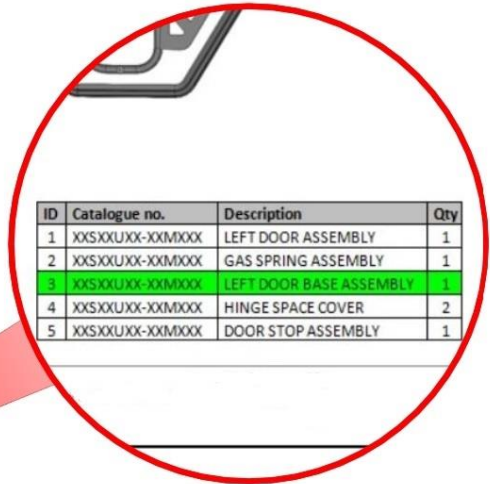 ID Catalogue no. Description Qty
1 XXSXXUXX-XXMXXX LEFT DOOR ASSEMBLY 1
2 XXSXXUXX-XXMXXX GAS SPRING ASSEMBLY 1
3 XXSXXUXX-XXMXXX LEFT DOOR BASE ASSEMBLY 1
4 XXSXXUXX-XXMXXX HINGE SPACE COVER 2
5 XXSXXUXX-XXMXXX DOOR STOP ASSEMBLY 1